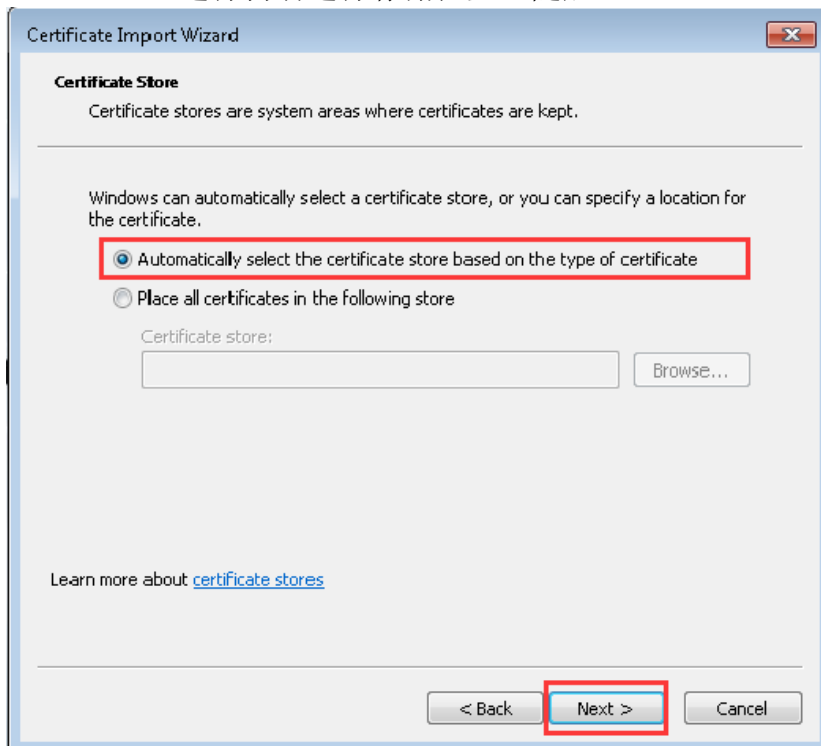 Certificate Import Wizard
Certificate Store
Certificate stores are system areas where certificates are kept.
Windows can automatically select a certificate store, or you can specify a location for
the certificate.
Automatically select the certificate store based on the type of certificate
Place all certificates in the following store
Certificate store:
Browse...
Learn more about certificate stores
< Back Next > Cancel